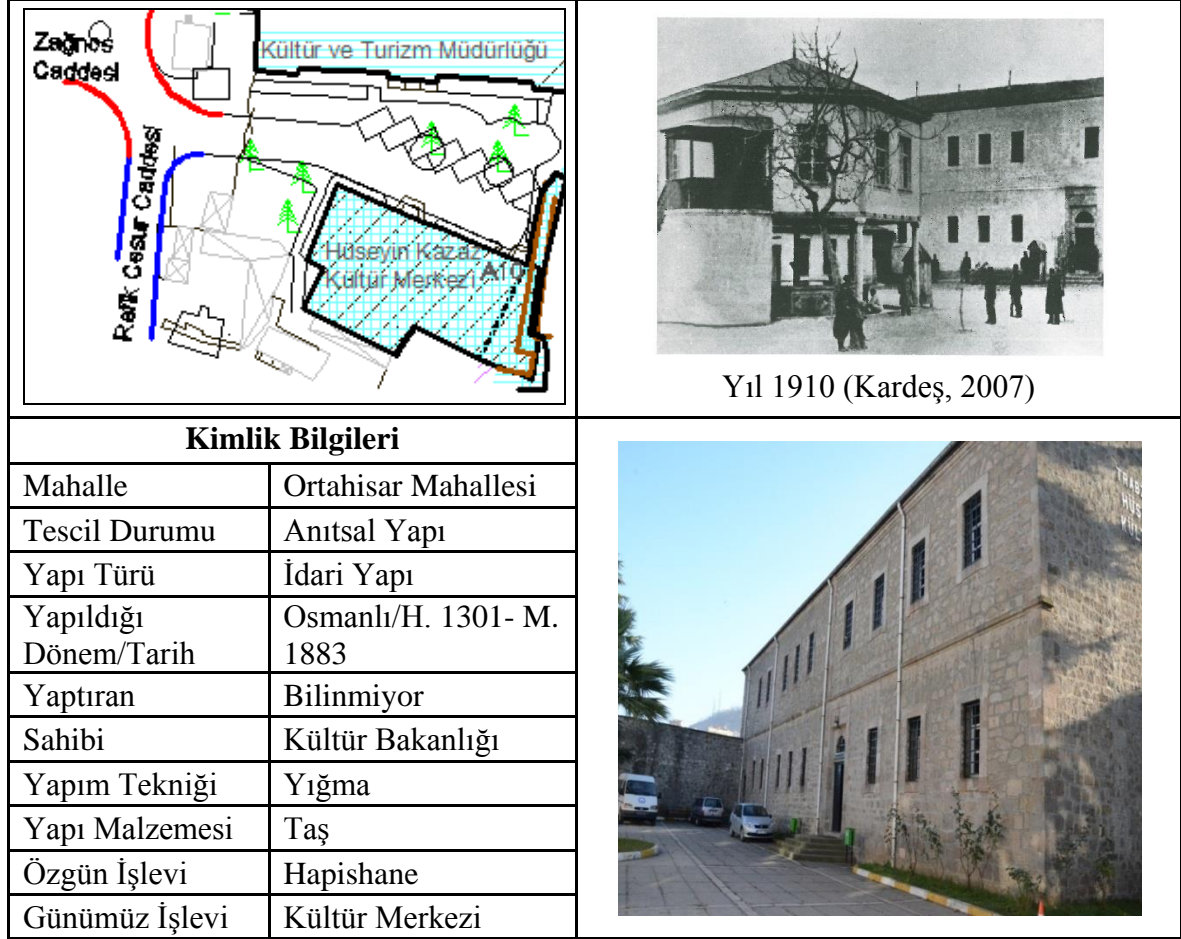 Zağnos
Caddesi
Kültür ve Turizm Müdürlüğü
Refik Cesur Caddesi
Hüseyin Kazaz
Kültür Merkezi
A10
Yıl 1910 (Kardeş, 2007)
Kimlik Bilgileri
Mahalle Ortahisar Mahallesi
Tescil Durumu Anıtsal Yapı
Yapı Türü İdari Yapı
Yapıldığı Osmanlı/H. 1301- M.
Dönem/Tarih 1883
Yaptıran Bilinmiyor
Sahibi Kültür Bakanlığı
Yapım Tekniği Yığma
Yapı Malzemesi Taş
Özgün İşlevi Hapishane
Günümüz İşlevi Kültür Merkezi